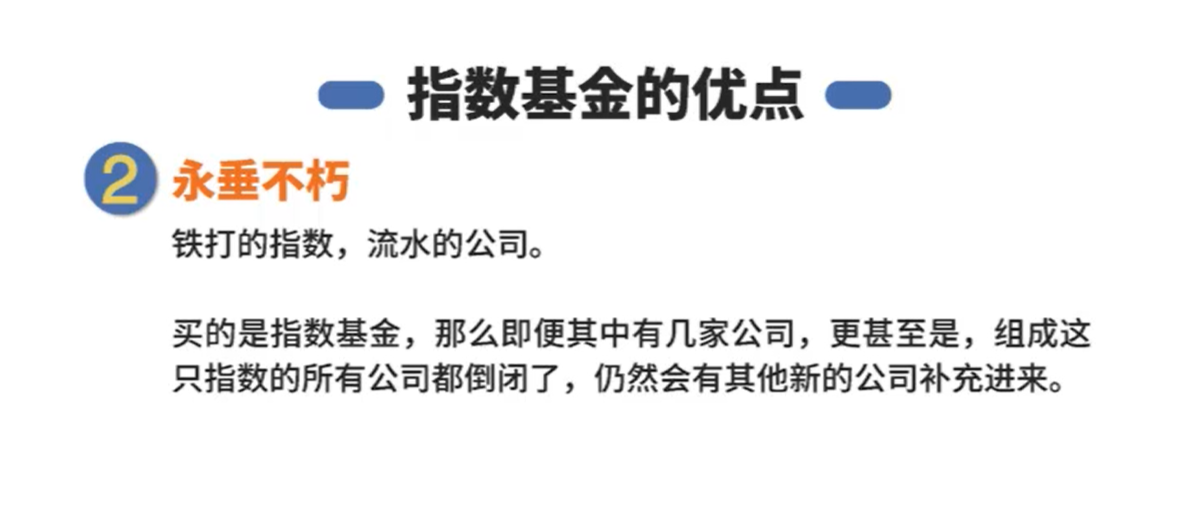 指数基金的优点
2 永垂不朽
铁打的指数，流水的公司。
买的是指数基金，那么即便其中有几家公司，更甚至是，组成这
只指数的所有公司都倒闭了，仍然会有其他新的公司补充进来。